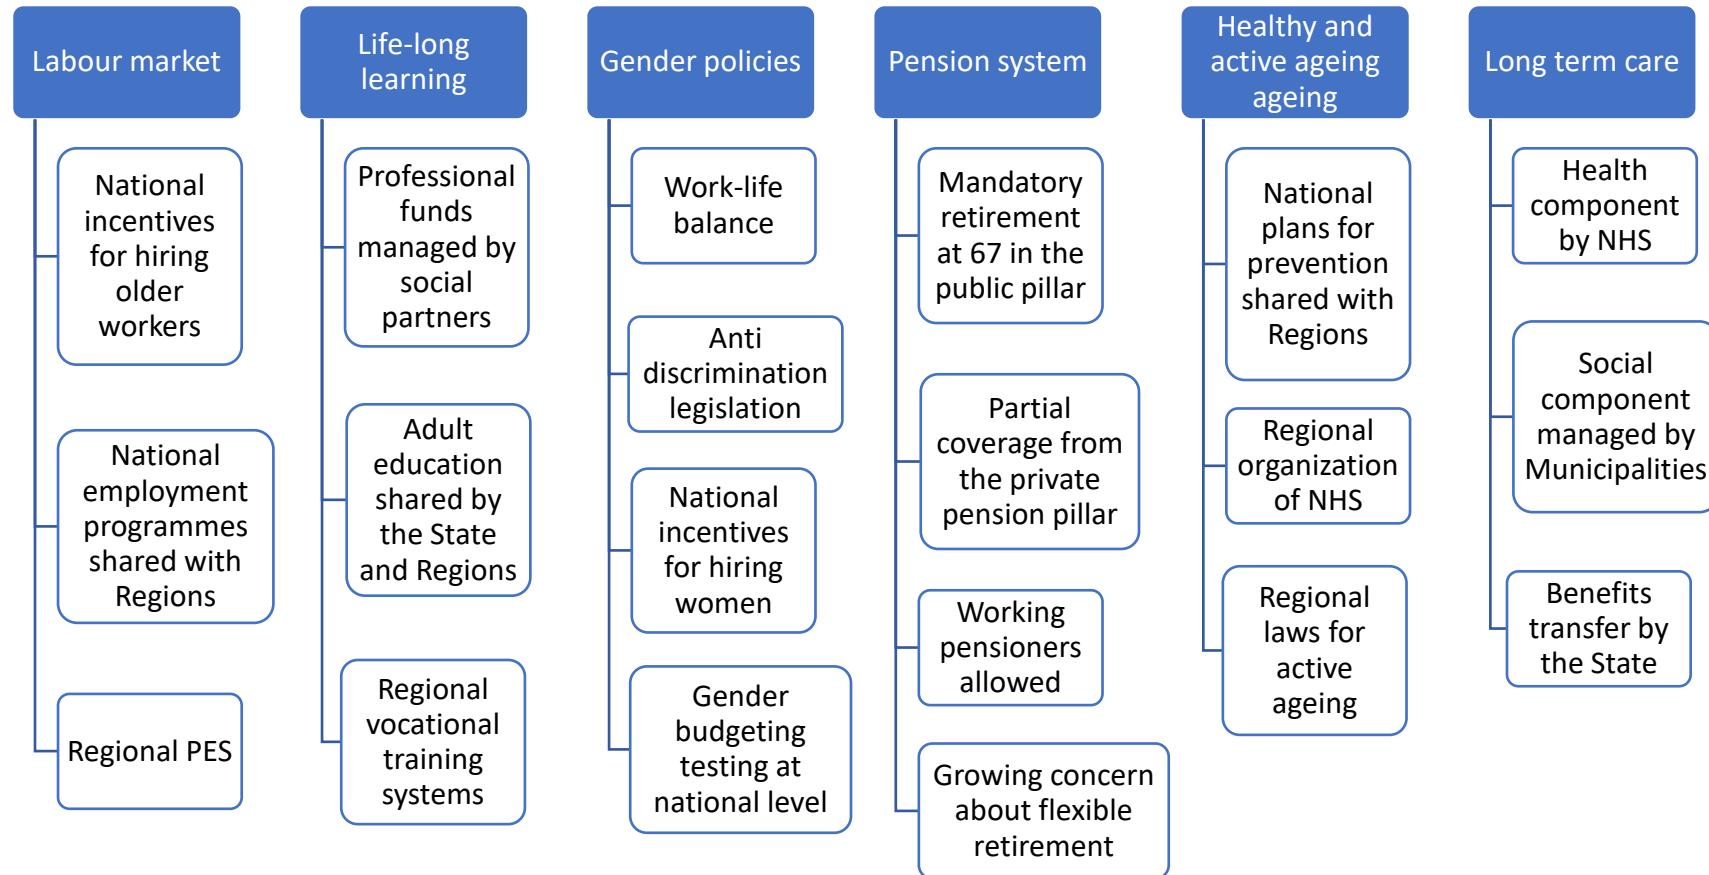 Labour market
National
incentives
for hiring
older
workers
National
employment
programmes
shared with
Regions
Regional PES
Life-long
learning
Professional
funds
managed by
social
partners
Adult
education
shared by
the State
and Regions
Regional
vocational
training
systems
Gender policies
Work-life
balance
Anti
discrimination
legislation
National
incentives
for hiring
women
Gender
budgeting
testing at
national level
Pension system
Mandatory
retirement
at 67 in the
public pillar
Partial
coverage from
the private
pension pillar
Working
pensioners
allowed
Growing concern
about flexible
retirement
Healthy and
active ageing
ageing
National
plans for
prevention
shared with
Regions
Regional
organization
of NHS
Regional
laws for
active
ageing
Long term care
Health
component
by NHS
Social
component
managed by
Municipalities
Benefits
transfer by
the State